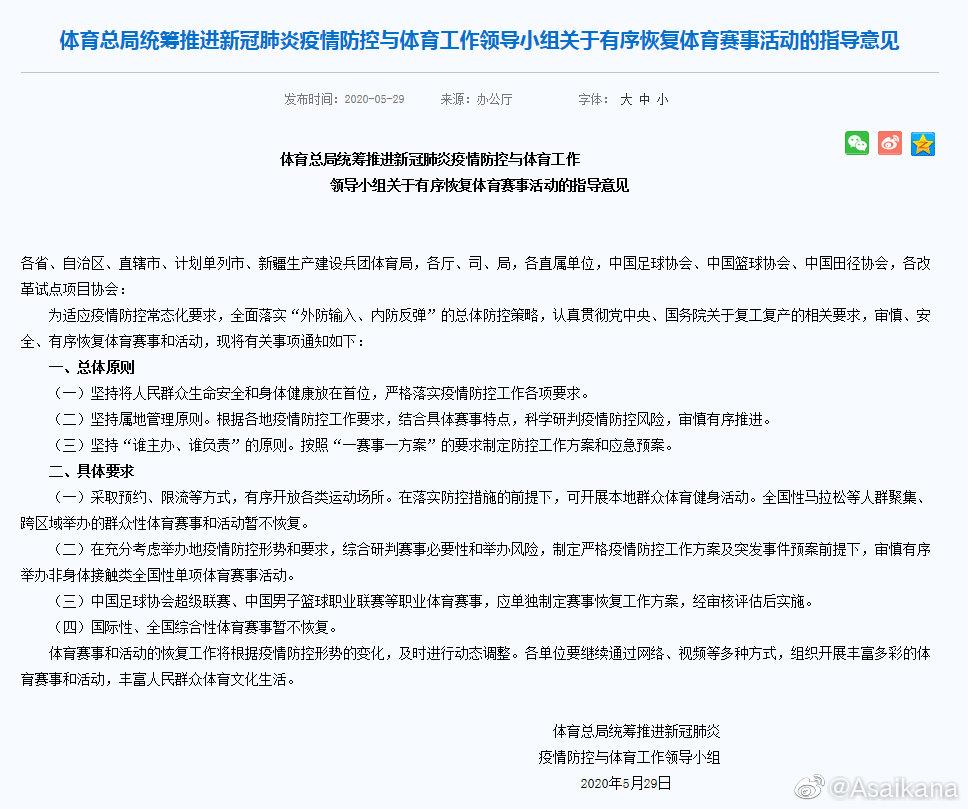 体育总局统筹推进新冠肺炎疫情防控与体育工作领导小组关于有序恢复体育赛事活动的指导意见
发布时间：2020-05-29 来源：办公厅 字体： 大 中 小
体育总局统筹推进新冠肺炎疫情防控与体育工作
领导小组关于有序恢复体育赛事活动的指导意见
各省、自治区、直辖市、计划单列市、新疆生产建设兵团体育局，各厅、司、局，各直属单位，中国足球协会、中国篮球协会、中国田径协会，各改
革试点项目协会：
为适应疫情防控常态化要求，全面落实“外防输入、内防反弹”的总体防控策略，认真贯彻党中央、国务院关于复工复产的相关要求，审慎、安
全、有序恢复体育赛事和活动，现将有关事项通知如下：
一、总体原则
（一）坚持将人民群众生命安全和身体健康放在首位，严格落实疫情防控工作各项要求。
（二）坚持属地管理原则。根据各地疫情防控工作要求，结合具体赛事特点，科学研判疫情防控风险，审慎有序推进。
（三）坚持“谁主办、谁负责”的原则。按照“一赛事一方案”的要求制定防控工作方案和应急预案。
二、具体要求
（一）采取预约、限流等方式，有序开放各类运动场所。在落实防控措施的前提下，可开展本地群众体育健身活动。全国性马拉松等人群聚集、
跨区域举办的群众性体育赛事和活动暂不恢复。
（二）在充分考虑举办地疫情防控形势和要求，综合研判赛事必要性和举办风险，制定严格疫情防控工作方案及突发事件预案前提下，审慎有序
举办非身体接触类全国性单项体育赛事活动。
（三）中国足球协会超级联赛、中国男子篮球职业联赛等职业体育赛事，应单独制定赛事恢复工作方案，经审核评估后实施。
（四）国际性、全国综合性体育赛事暂不恢复。
体育赛事和活动的恢复工作将根据疫情防控形势的变化，及时进行动态调整。各单位要继续通过网络、视频等多种方式，组织开展丰富多彩的体
育赛事和活动，丰富人民群众体育文化生活。
体育总局统筹推进新冠肺炎
疫情防控与体育工作领导小组
2020年5月29日
@Asaikana